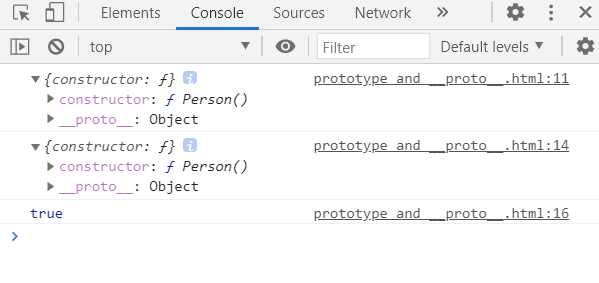 Elements Console Sources Network »
top Filter Default levels
{constructor: ƒ} i prototype and __proto__.html:11
constructor: ƒ Person()
__proto__: Object
{constructor: ƒ} i prototype and __proto__.html:14
constructor: ƒ Person()
__proto__: Object
true prototype and __proto__.html:16